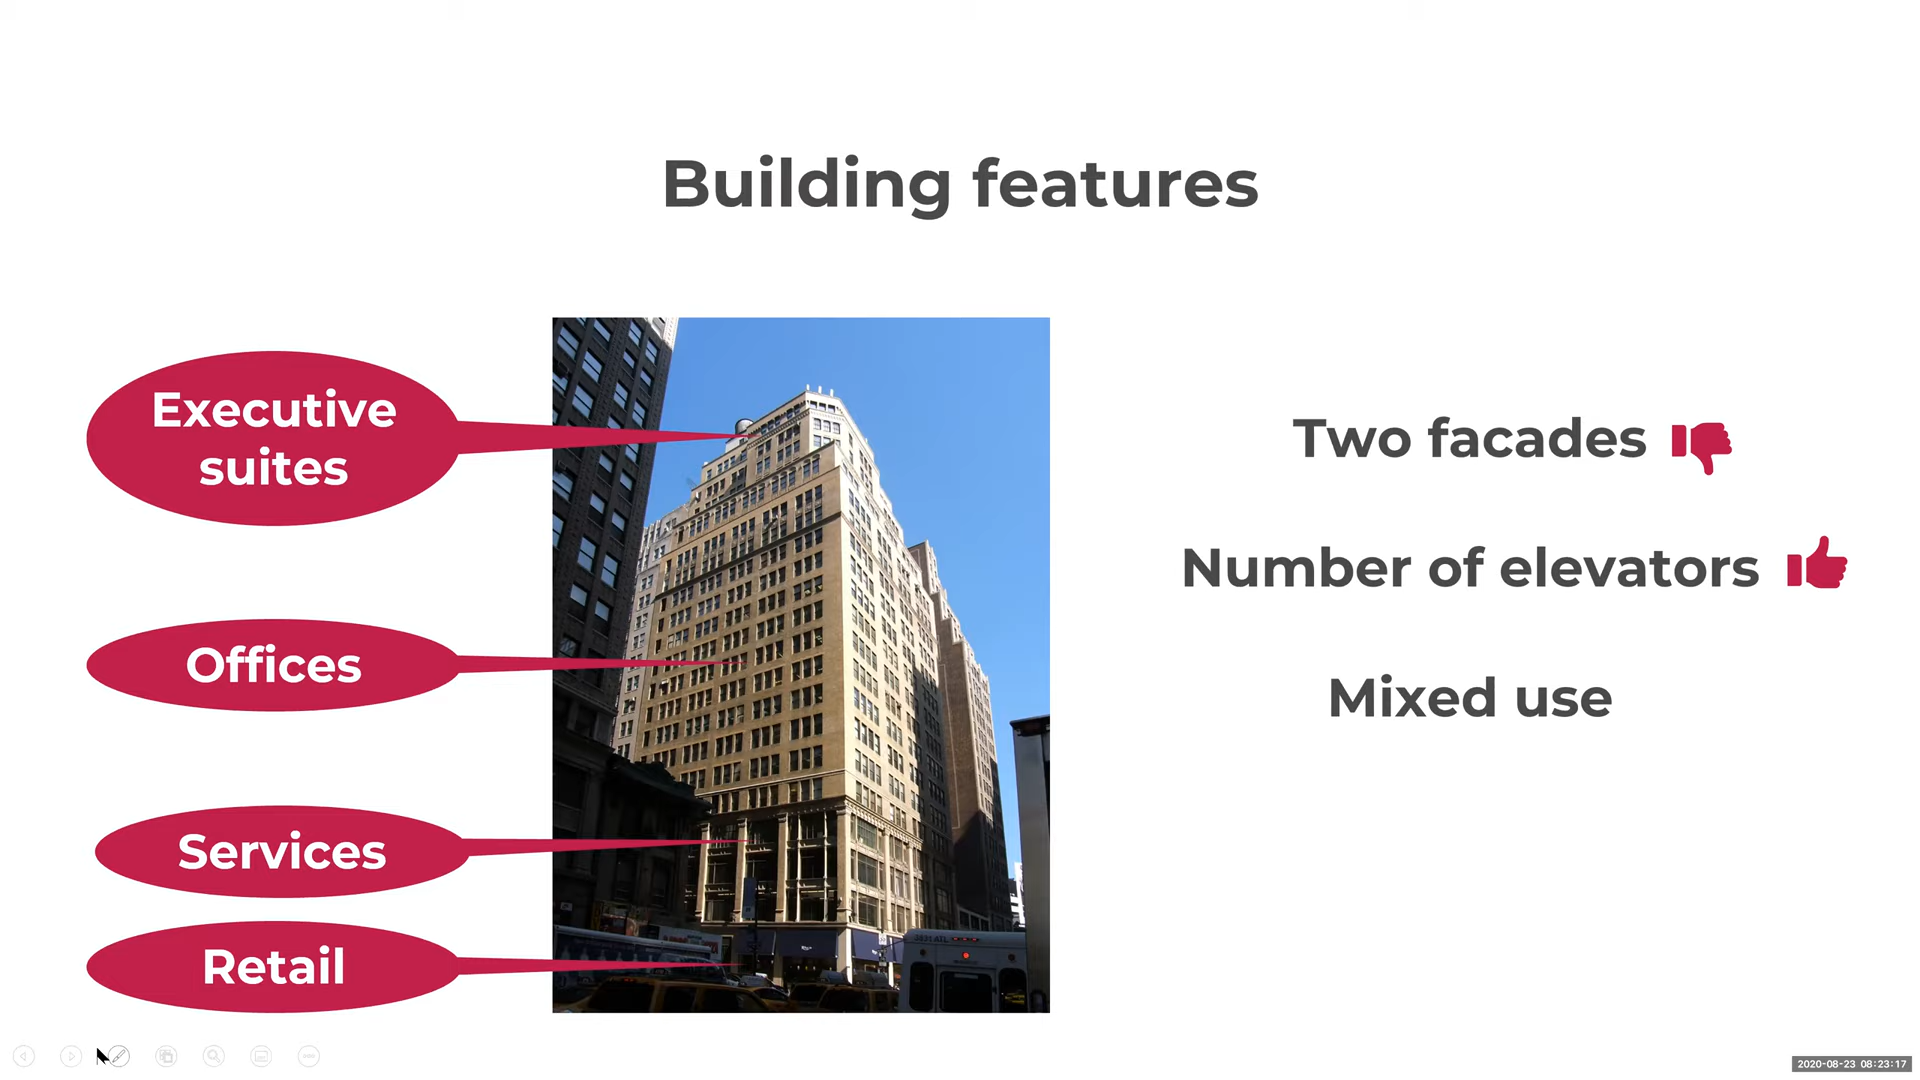 Building features
Executive
suites
Offices
Services
Retail
Two facades
Number of elevators
Mixed use
2020-08-23 08:23:17